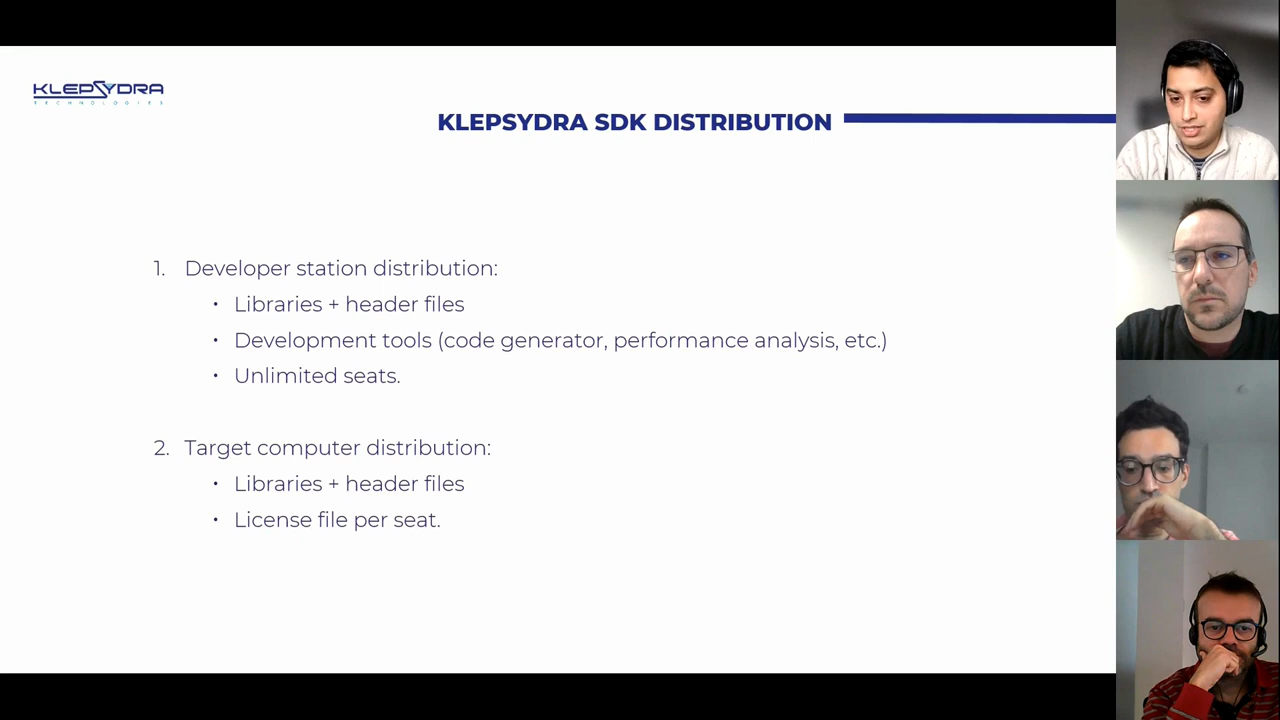 KLEPSYDRA
TECHNOLOGIES
KLEPSYDRA SDK DISTRIBUTION
1. Developer station distribution:
• Libraries + header files
• Development tools (code generator, performance analysis, etc.)
• Unlimited seats.
2. Target computer distribution:
• Libraries + header files
• License file per seat.